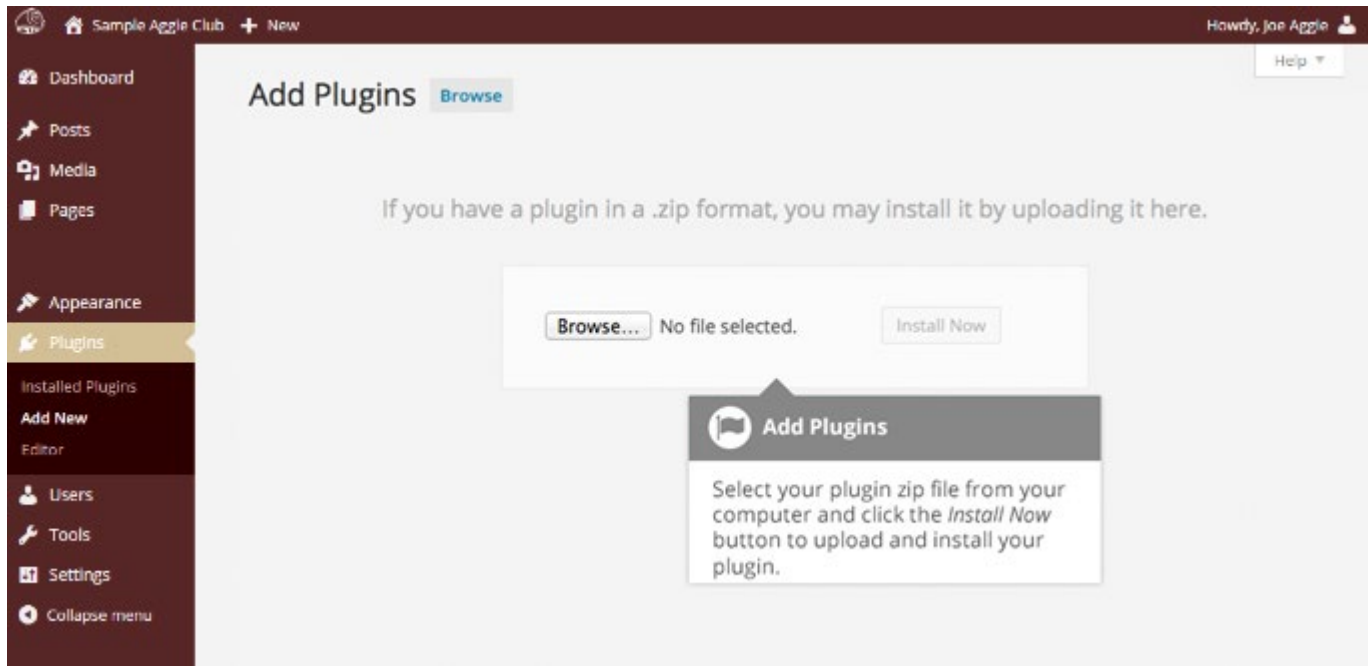 Sample Aggie Club + New
Howdy, Joe Aggie
Help
Dashboard
Posts
Media
Pages
Appearance
Plugins
Installed Plugins
Add New
Editor
Users
Tools
Settings
Collapse menu
Add Plugins Browse
If you have a plugin in a .zip format, you may install it by uploading it here.
Browse... No file selected. Install Now
Add Plugins
Select your plugin zip file from your
computer and click the Install Now
button to upload and install your
plugin.